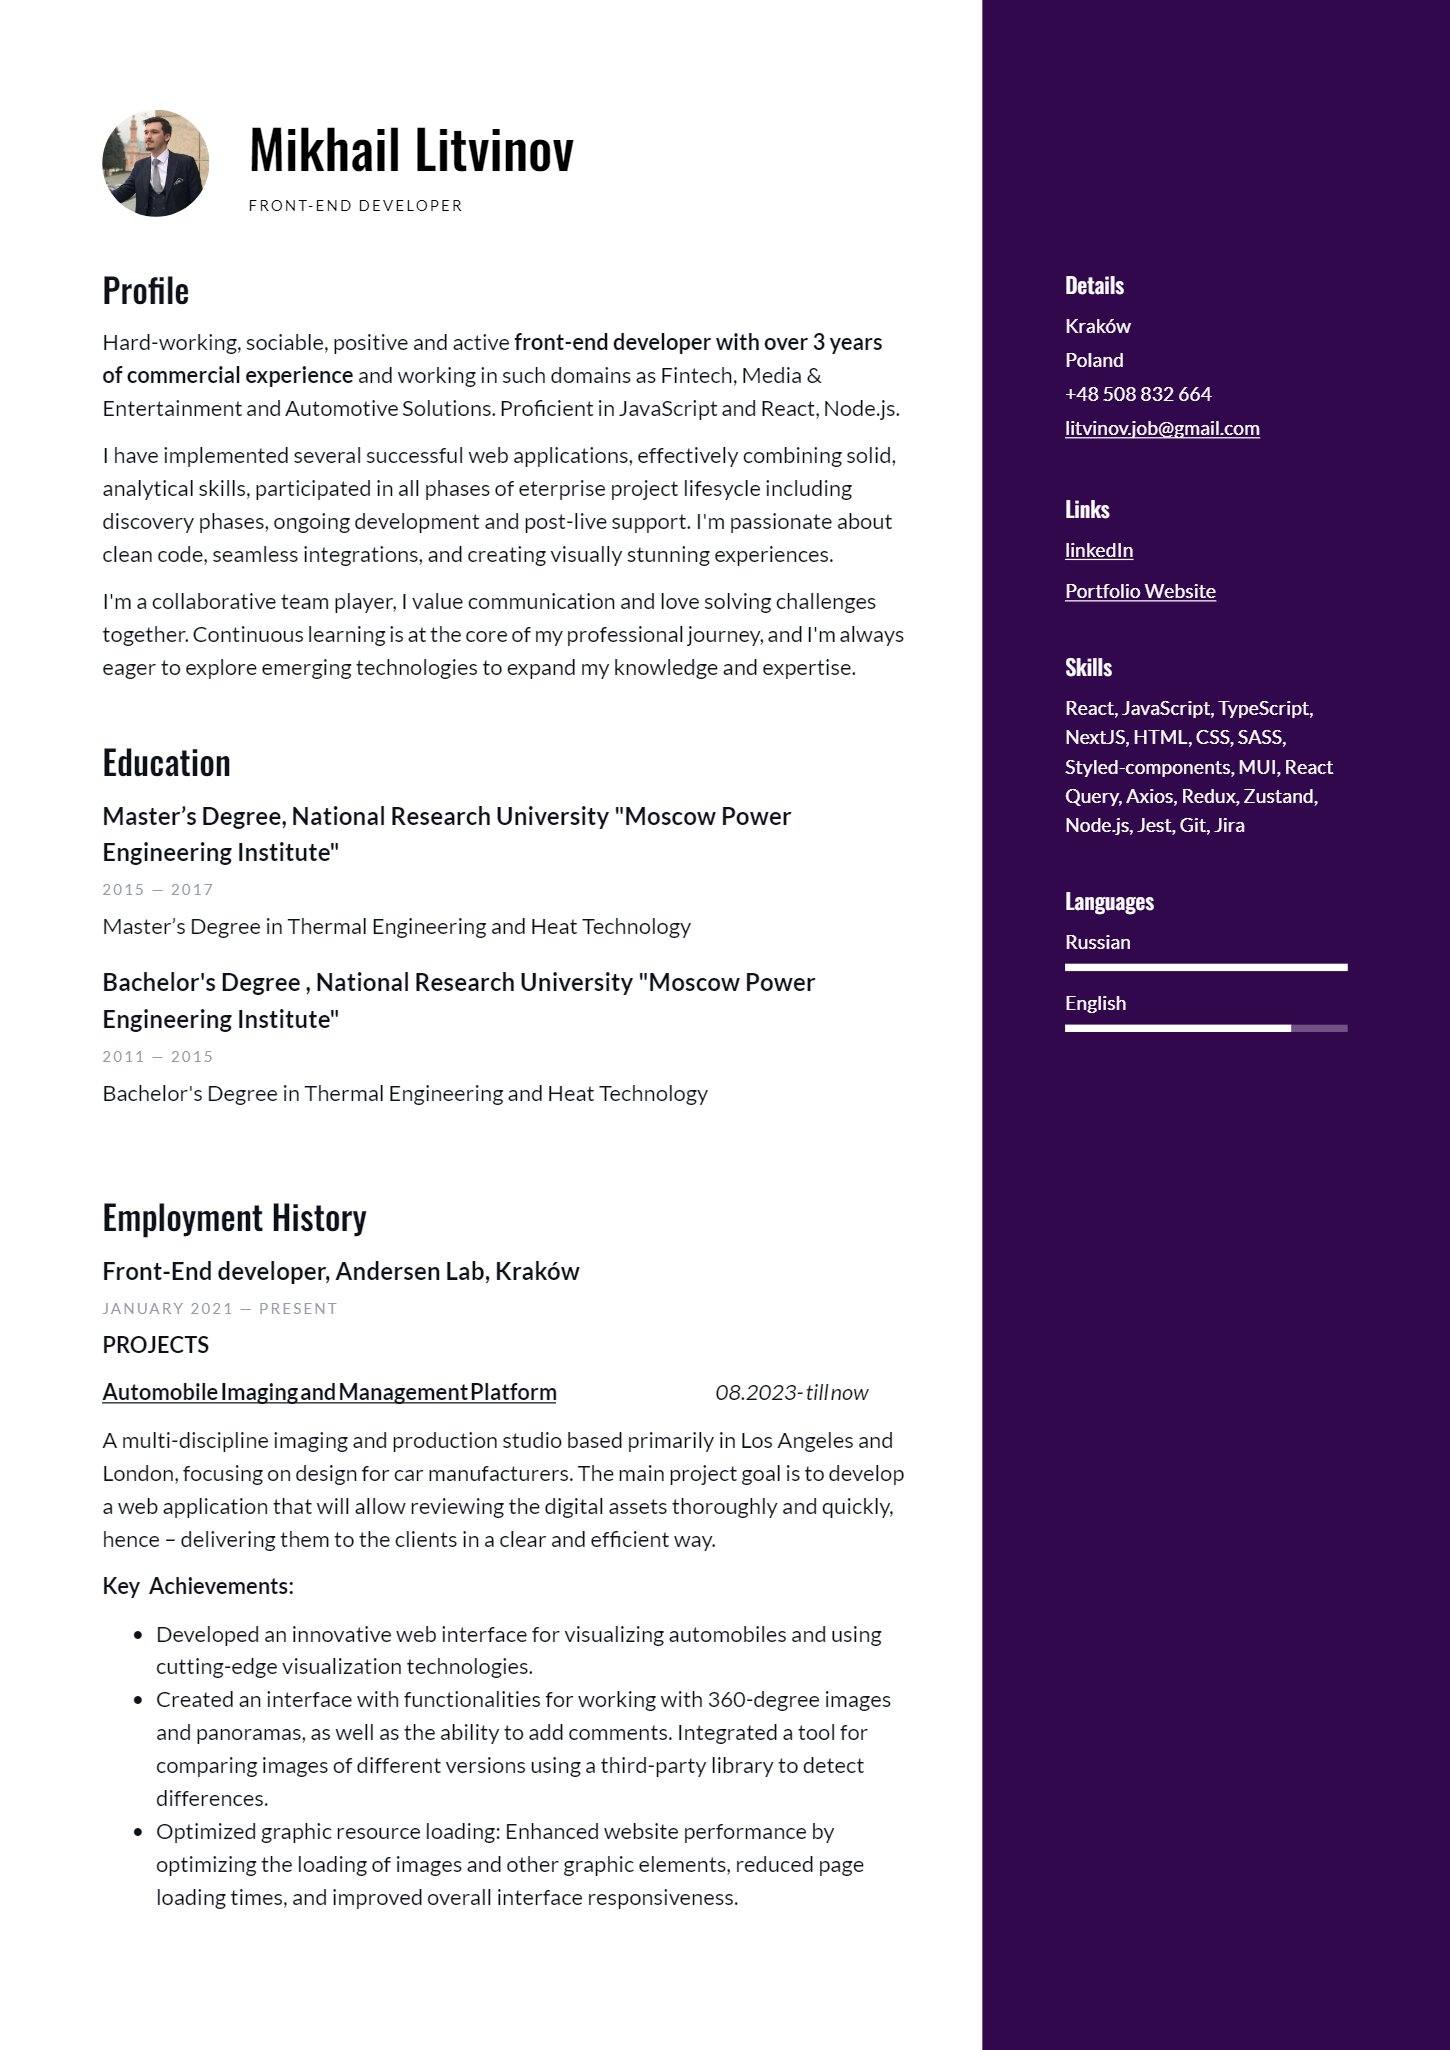 Mikhail Litvinov
FRONT-END DEVELOPER
Profile
Hard-working, sociable, positive and active front-end developer with over 3 years
of commercial experience and working in such domains as Fintech, Media &
Entertainment and Automotive Solutions. Proficient in JavaScript and React, Node.js.
I have implemented several successful web applications, effectively combining solid,
analytical skills, participated in all phases of eterprise project lifesycle including
discovery phases, ongoing development and post-live support. I'm passionate about
clean code, seamless integrations, and creating visually stunning experiences.
I'm a collaborative team player, I value communication and love solving challenges
together. Continuous learning is at the core of my professional journey, and I'm always
eager to explore emerging technologies to expand my knowledge and expertise.
Education
Master’s Degree, National Research University "Moscow Power
Engineering Institute"
2015 — 2017
Master’s Degree in Thermal Engineering and Heat Technology
Bachelor's Degree , National Research University "Moscow Power
Engineering Institute"
2011 — 2015
Bachelor's Degree in Thermal Engineering and Heat Technology
Employment History
Front-End developer, Andersen Lab, Kraków
JANUARY 2021 — PRESENT
PROJECTS
Automobile Imaging and Management Platform 08.2023- till now
A multi-discipline imaging and production studio based primarily in Los Angeles and
London, focusing on design for car manufacturers. The main project goal is to develop
a web application that will allow reviewing the digital assets thoroughly and quickly,
hence – delivering them to the clients in a clear and efficient way.
Key Achievements:
• Developed an innovative web interface for visualizing automobiles and using
cutting-edge visualization technologies.
• Created an interface with functionalities for working with 360-degree images
and panoramas, as well as the ability to add comments. Integrated a tool for
comparing images of different versions using a third-party library to detect
differences.
• Optimized graphic resource loading: Enhanced website performance by
optimizing the loading of images and other graphic elements, reduced page
loading times, and improved overall interface responsiveness.
Details
Kraków
Poland
+48 508 832 664
litvinov.job@gmail.com
Links
linkedIn
Portfolio Website
Skills
React, JavaScript, TypeScript,
NextJS, HTML, CSS, SASS,
Styled-components, MUI, React
Query, Axios, Redux, Zustand,
Node.js, Jest, Git, Jira
Languages
Russian
English